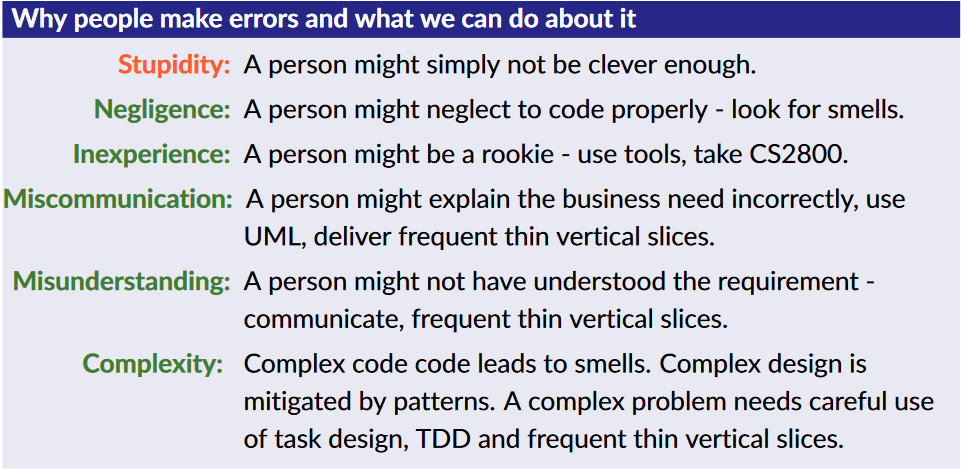 Why people make errors and what we can do about it
Stupidity: A person might simply not be clever enough.
Negligence: A person might neglect to code properly - look for smells.
Inexperience: A person might be a rookie - use tools, take CS2800.
Miscommunication: A person might explain the business need incorrectly, use
UML, deliver frequent thin vertical slices.
Misunderstanding: A person might not have understood the requirement -
communicate, frequent thin vertical slices.
Complexity: Complex code code leads to smells. Complex design is
mitigated by patterns. A complex problem needs careful use
of task design, TDD and frequent thin vertical slices.